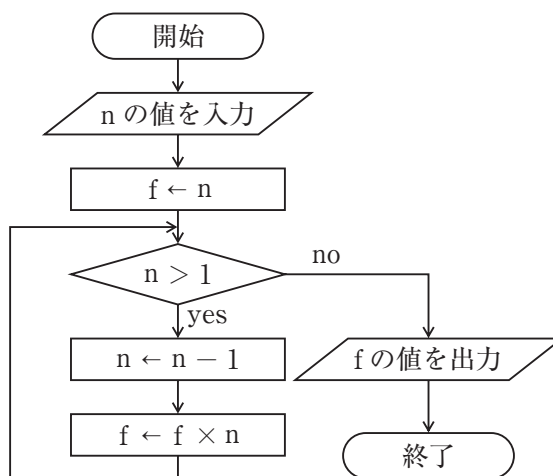 開始
n の値を入力
f ← n
n > 1
no
yes
n ← n − 1
f の値を出力
f ← f × n
終了